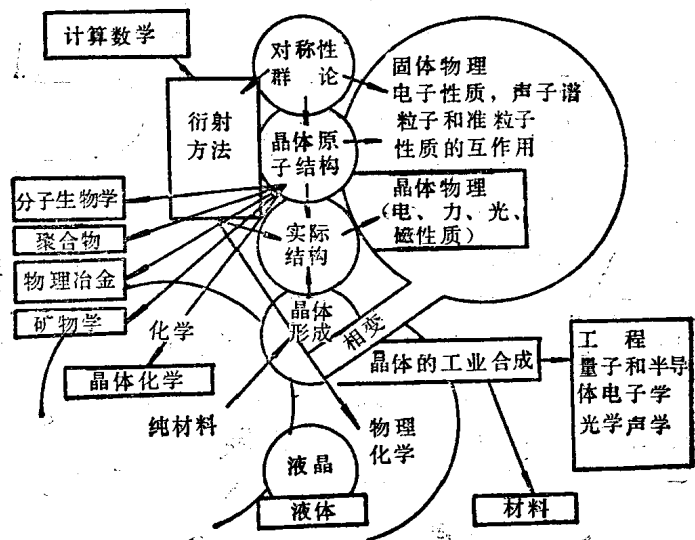 计算数学
对称性
群论
固体物理
电子性质，声子谱
粒子和准粒子
性质的互作用
衍射
方法
晶体原
子结构
晶体物理
(电、力、光、
磁性质)
分子生物学
聚合物
物理冶金
矿物学
实际
结构
晶体
形成
相变
化学
晶体化学
晶体的工业合成
工程
量子和半导
体电子学
光学声学
纯材料
物理
化学
液晶
液体
材料